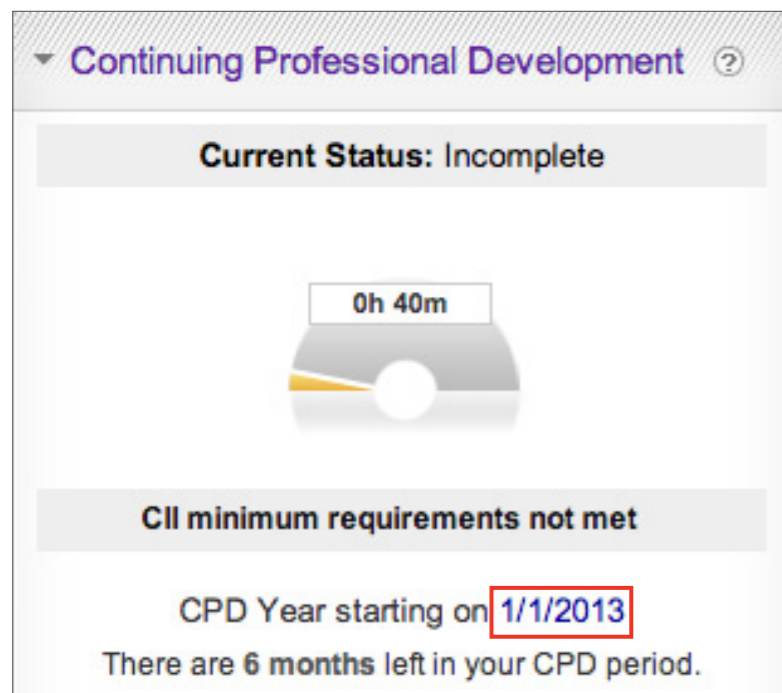 Continuing Professional Development ?
Current Status: Incomplete
0h 40m
CII minimum requirements not met
CPD Year starting on 1/1/2013
There are 6 months left in your CPD period.